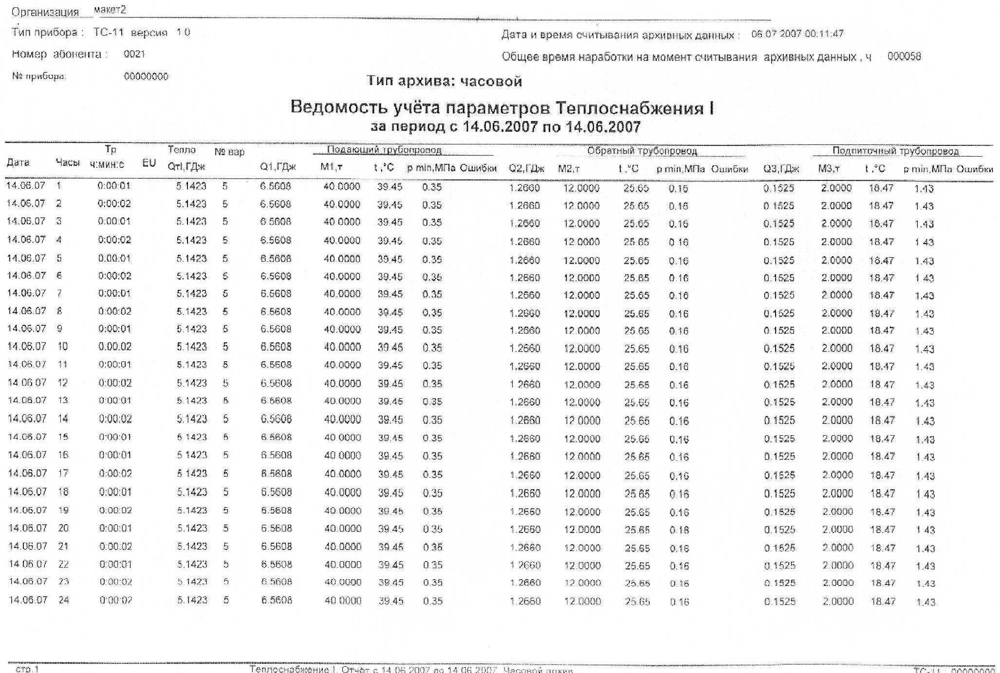 Организация макет2
Тип прибора : ТС-11 версия 1.0
Дата и время считывания архивных данных : 06.07.2007 00:11:47
Номер абонента : 0021
Общее время наработки на момент считывания архивных данных , ч 000058
№ прибора: 00000000
Тип архива: часовой
Ведомость учёта параметров Теплоснабжения I
за период с 14.06.2007 по 14.06.2007
Тр Тепло № вар Подающий трубопровод Обратный трубопровод Подпиточный трубопровод
Дата Часы ч:мин:с EU QтI,ГДж Q1,ГДж М1,т t ,°C p min,МПа Ошибки Q2,ГДж М2,т t ,°C p min,МПа Ошибки Q3,ГДж М3,т t ,°C p min,МПа Ошибки
14.06.07 1 0:00:01 5.1423 5 6.5608 40.0000 39.45 0.35 1.2660 12.0000 25.65 0.16 0.1525 2.0000 18.47 1.43
14.06.07 2 0:00:02 5.1423 5 6.5608 40.0000 39.45 0.35 1.2660 12.0000 25.65 0.16 0.1525 2.0000 18.47 1.43
14.06.07 3 0:00:01 5.1423 5 6.5608 40.0000 39.45 0.35 1.2660 12.0000 25.65 0.16 0.1525 2.0000 18.47 1.43
14.06.07 4 0:00:02 5.1423 5 6.5608 40.0000 39.45 0.35 1.2660 12.0000 25.65 0.16 0.1525 2.0000 18.47 1.43
14.06.07 5 0:00:01 5.1423 5 6.5608 40.0000 39.45 0.35 1.2660 12.0000 25.65 0.16 0.1525 2.0000 18.47 1.43
14.06.07 6 0:00:02 5.1423 5 6.5608 40.0000 39.45 0.35 1.2660 12.0000 25.65 0.16 0.1525 2.0000 18.47 1.43
14.06.07 7 0:00:01 5.1423 5 6.5608 40.0000 39.45 0.35 1.2660 12.0000 25.65 0.16 0.1525 2.0000 18.47 1.43
14.06.07 8 0:00:02 5.1423 5 6.5608 40.0000 39.45 0.35 1.2660 12.0000 25.65 0.16 0.1525 2.0000 18.47 1.43
14.06.07 9 0:00:01 5.1423 5 6.5608 40.0000 39.45 0.35 1.2660 12.0000 25.65 0.16 0.1525 2.0000 18.47 1.43
14.06.07 10 0:00:02 5.1423 5 6.5608 40.0000 39.45 0.35 1.2660 12.0000 25.65 0.16 0.1525 2.0000 18.47 1.43
14.06.07 11 0:00:01 5.1423 5 6.5608 40.0000 39.45 0.35 1.2660 12.0000 25.65 0.16 0.1525 2.0000 18.47 1.43
14.06.07 12 0:00:02 5.1423 5 6.5608 40.0000 39.45 0.35 1.2660 12.0000 25.65 0.16 0.1525 2.0000 18.47 1.43
14.06.07 13 0:00:01 5.1423 5 6.5608 40.0000 39.45 0.35 1.2660 12.0000 25.65 0.16 0.1525 2.0000 18.47 1.43
14.06.07 14 0:00:02 5.1423 5 6.5608 40.0000 39.45 0.35 1.2660 12.0000 25.65 0.16 0.1525 2.0000 18.47 1.43
14.06.07 15 0:00:01 5.1423 5 6.5608 40.0000 39.45 0.35 1.2660 12.0000 25.65 0.16 0.1525 2.0000 18.47 1.43
14.06.07 16 0:00:01 5.1423 5 6.5608 40.0000 39.45 0.35 1.2660 12.0000 25.65 0.16 0.1525 2.0000 18.47 1.43
14.06.07 17 0:00:02 5.1423 5 6.5608 40.0000 39.45 0.35 1.2660 12.0000 25.65 0.16 0.1525 2.0000 18.47 1.43
14.06.07 18 0:00:01 5.1423 5 6.5608 40.0000 39.45 0.35 1.2660 12.0000 25.65 0.16 0.1525 2.0000 18.47 1.43
14.06.07 19 0:00:02 5.1423 5 6.5608 40.0000 39.45 0.35 1.2660 12.0000 25.65 0.16 0.1525 2.0000 18.47 1.43
14.06.07 20 0:00:01 5.1423 5 6.5608 40.0000 39.45 0.35 1.2660 12.0000 25.65 0.16 0.1525 2.0000 18.47 1.43
14.06.07 21 0:00:02 5.1423 5 6.5608 40.0000 39.45 0.35 1.2660 12.0000 25.65 0.16 0.1525 2.0000 18.47 1.43
14.06.07 22 0:00:01 5.1423 5 6.5608 40.0000 39.45 0.35 1.2660 12.0000 25.65 0.16 0.1525 2.0000 18.47 1.43
14.06.07 23 0:00:02 5.1423 5 6.5608 40.0000 39.45 0.35 1.2660 12.0000 25.65 0.16 0.1525 2.0000 18.47 1.43
14.06.07 24 0:00:02 5.1423 5 6.5608 40.0000 39.45 0.35 1.2660 12.0000 25.65 0.16 0.1525 2.0000 18.47 1.43
стр.1 Теплоснабжение I. Отчёт с 14.06.2007 по 14.06.2007. Часовой архив ТС-11 : 00000000